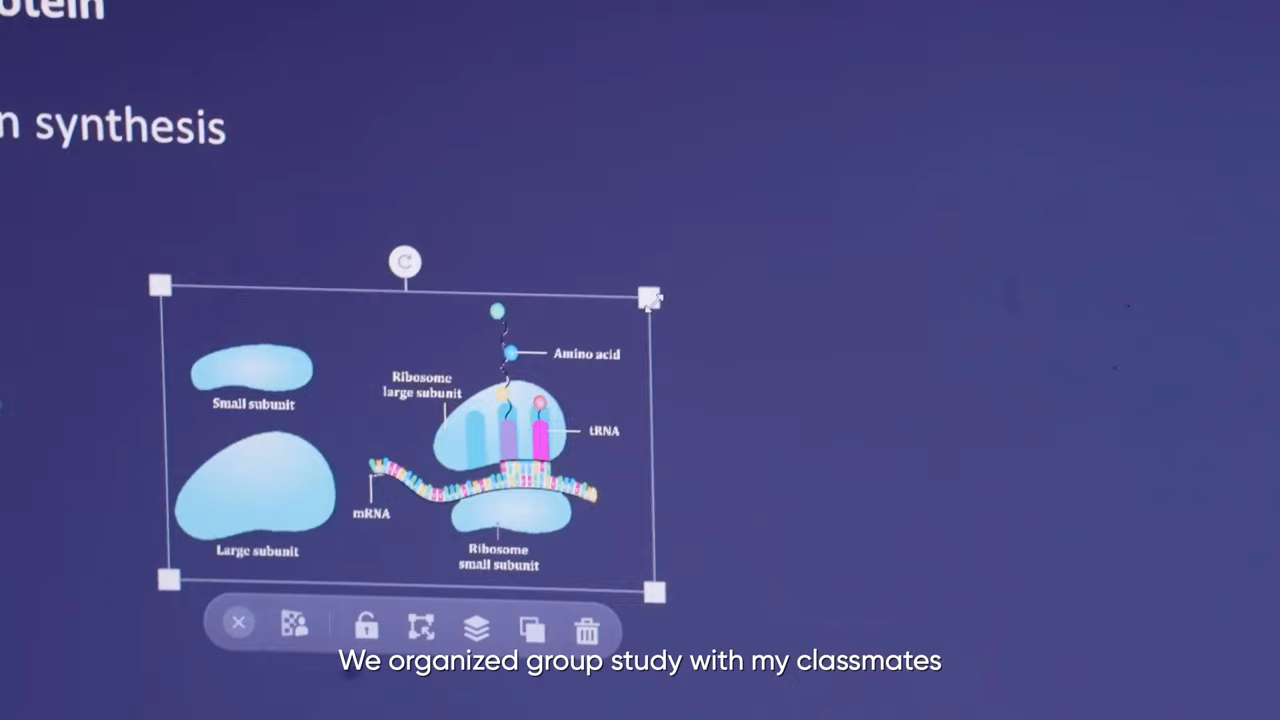 otein
n synthesis
Amino acid
Ribosome
large subunit
Small subunit
tRNA
mRNA
Large subunit
Ribosome
small subunit
We organized group study with my classmates